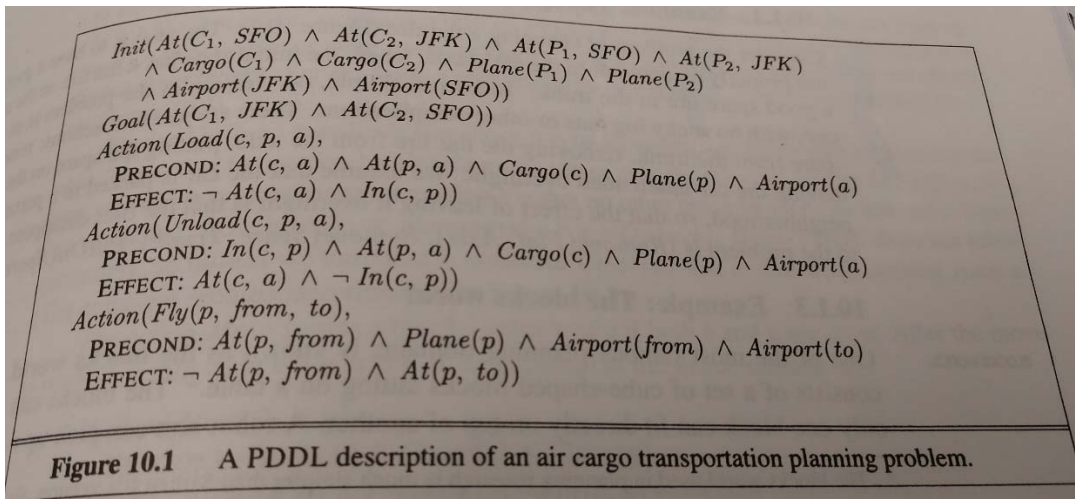 Init(At(C₁, SFO) ∧ At(C₂, JFK) ∧ At(P₁, SFO) ∧ At(P₂, JFK)
∧ Cargo(C₁) ∧ Cargo(C₂) ∧ Plane(P₁) ∧ Plane(P₂)
∧ Airport(JFK) ∧ Airport(SFO))
Goal(At(C₁, JFK) ∧ At(C₂, SFO))
Action(Load(c, p, a),
PRECOND: At(c, a) ∧ At(p, a) ∧ Cargo(c) ∧ Plane(p) ∧ Airport(a)
EFFECT: ¬ At(c, a) ∧ In(c, p))
Action(Unload(c, p, a),
PRECOND: In(c, p) ∧ At(p, a) ∧ Cargo(c) ∧ Plane(p) ∧ Airport(a)
EFFECT: At(c, a) ∧ ¬ In(c, p))
Action(Fly(p, from, to),
PRECOND: At(p, from) ∧ Plane(p) ∧ Airport(from) ∧ Airport(to)
EFFECT: ¬ At(p, from) ∧ At(p, to))
Figure 10.1 A PDDL description of an air cargo transportation planning problem.